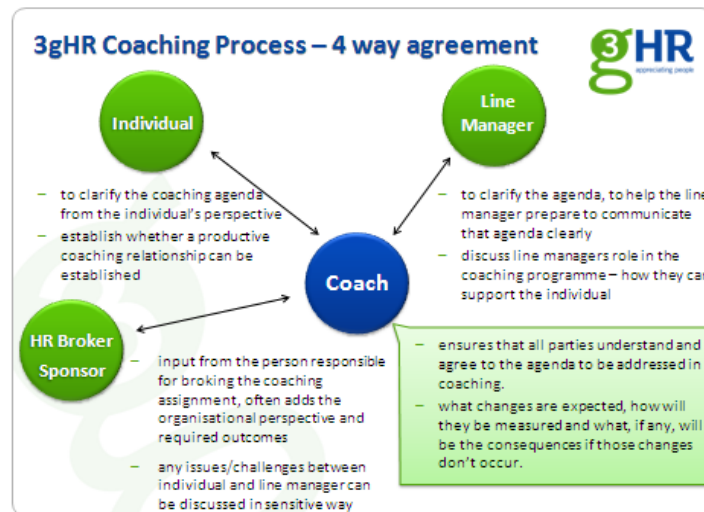 3gHR Coaching Process – 4 way agreement
3gHR
appreciating people
Individual
Line
Manager
– to clarify the coaching agenda
from the individual's perspective
– establish whether a productive
coaching relationship can be
established
– to clarify the agenda, to help the line
manager prepare to communicate
that agenda clearly
– discuss line managers role in the
coaching programme – how they can
support the individual
Coach
HR Broker
Sponsor
– input from the person responsible
for broking the coaching
assignment, often adds the
organisational perspective and
required outcomes
– any issues/challenges between
individual and line manager can
be discussed in sensitive way
– ensures that all parties understand and
agree to the agenda to be addressed in
coaching.
– what changes are expected, how will
they be measured and what, if any, will
be the consequences if those changes
don't occur.